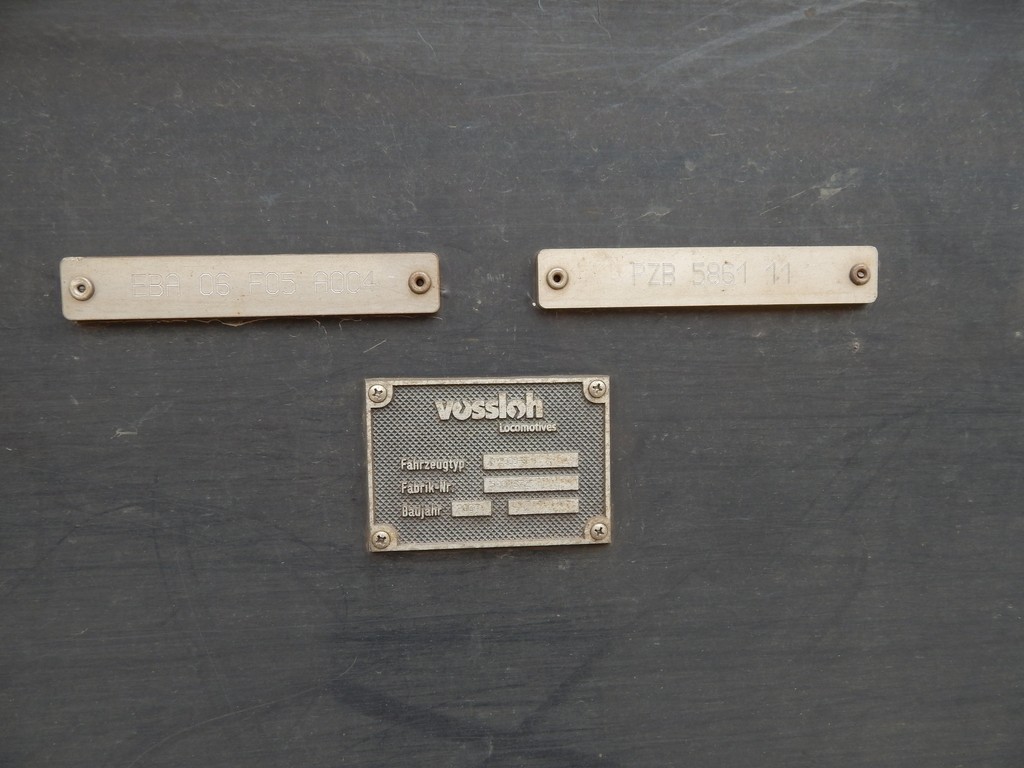 EBA 06 F05 A004
PZB 5861 11
vossloh
Locomotives
Fahrzeugtyp
Fabrik-Nr
Baujahr